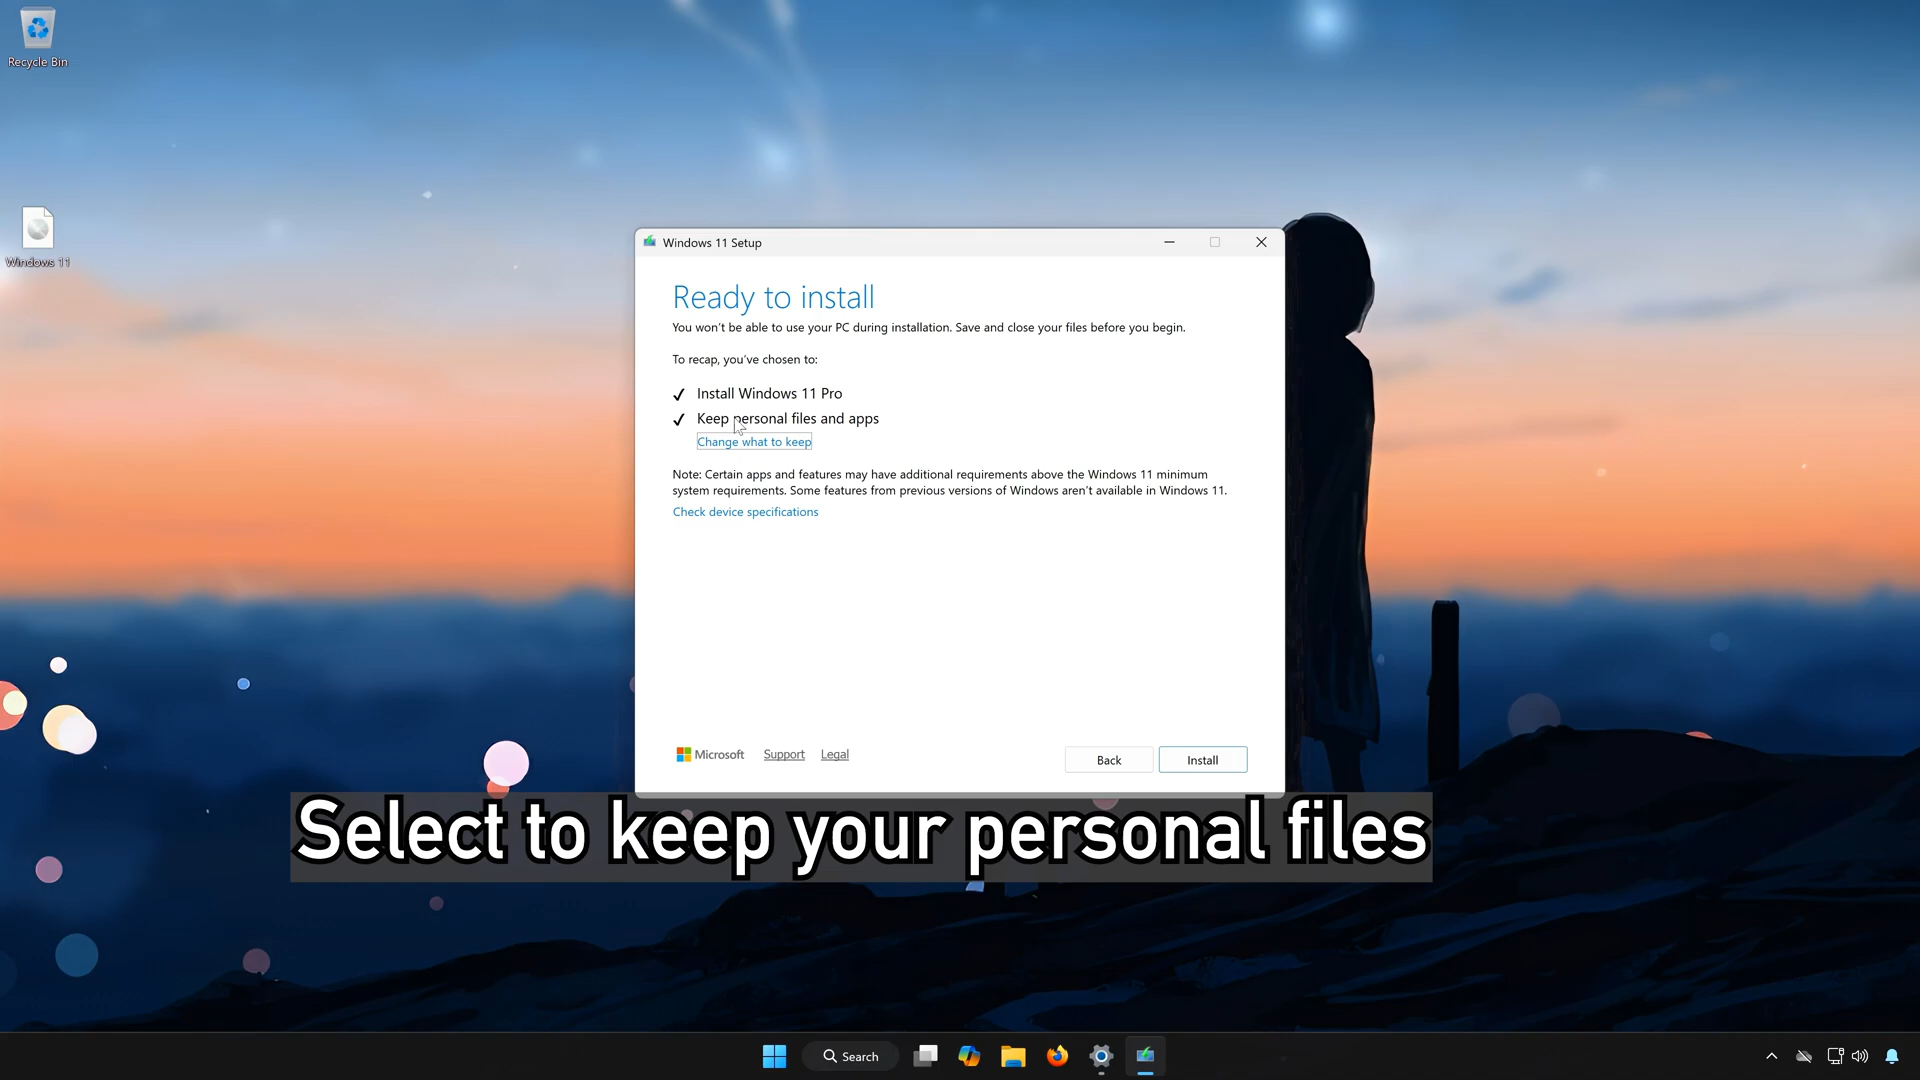 Recycle Bin
Windows 11
Windows 11 Setup
Ready to install
You won't be able to use your PC during installation. Save and close your files before you begin.
To recap, you've chosen to:
Install Windows 11 Pro
Keep personal files and apps
Change what to keep
Note: Certain apps and features may have additional requirements above the Windows 11 minimum
system requirements. Some features from previous versions of Windows aren't available in Windows 11.
Check device specifications
Microsoft Support Legal
Back Install
Select to keep your personal files
Search